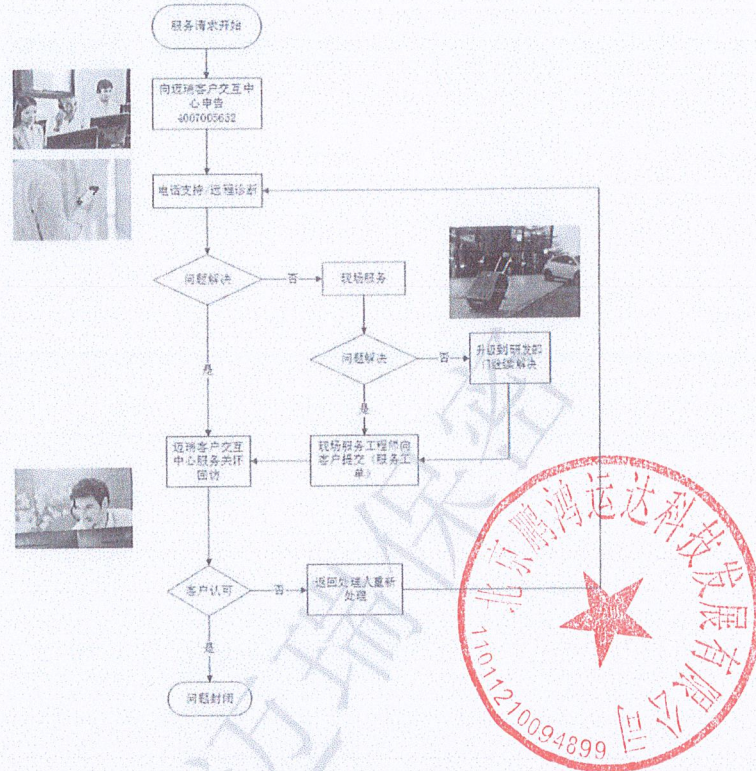 服务请求开始
向迈瑞客户交互中
心申告
4007005652
电话支持/远程诊断
问题解决
否
现场服务
是
问题解决
否
升级到研发部
门继续解决
是
迈瑞客户交互
中心服务关怀
回访
现场服务工程师向
客户提交《服务工
单》
客户认可
否
返回处理人重新
处理
是
问题封闭
迈瑞保密
北京鹏鸿运达科技发展有限公司
11011210094899